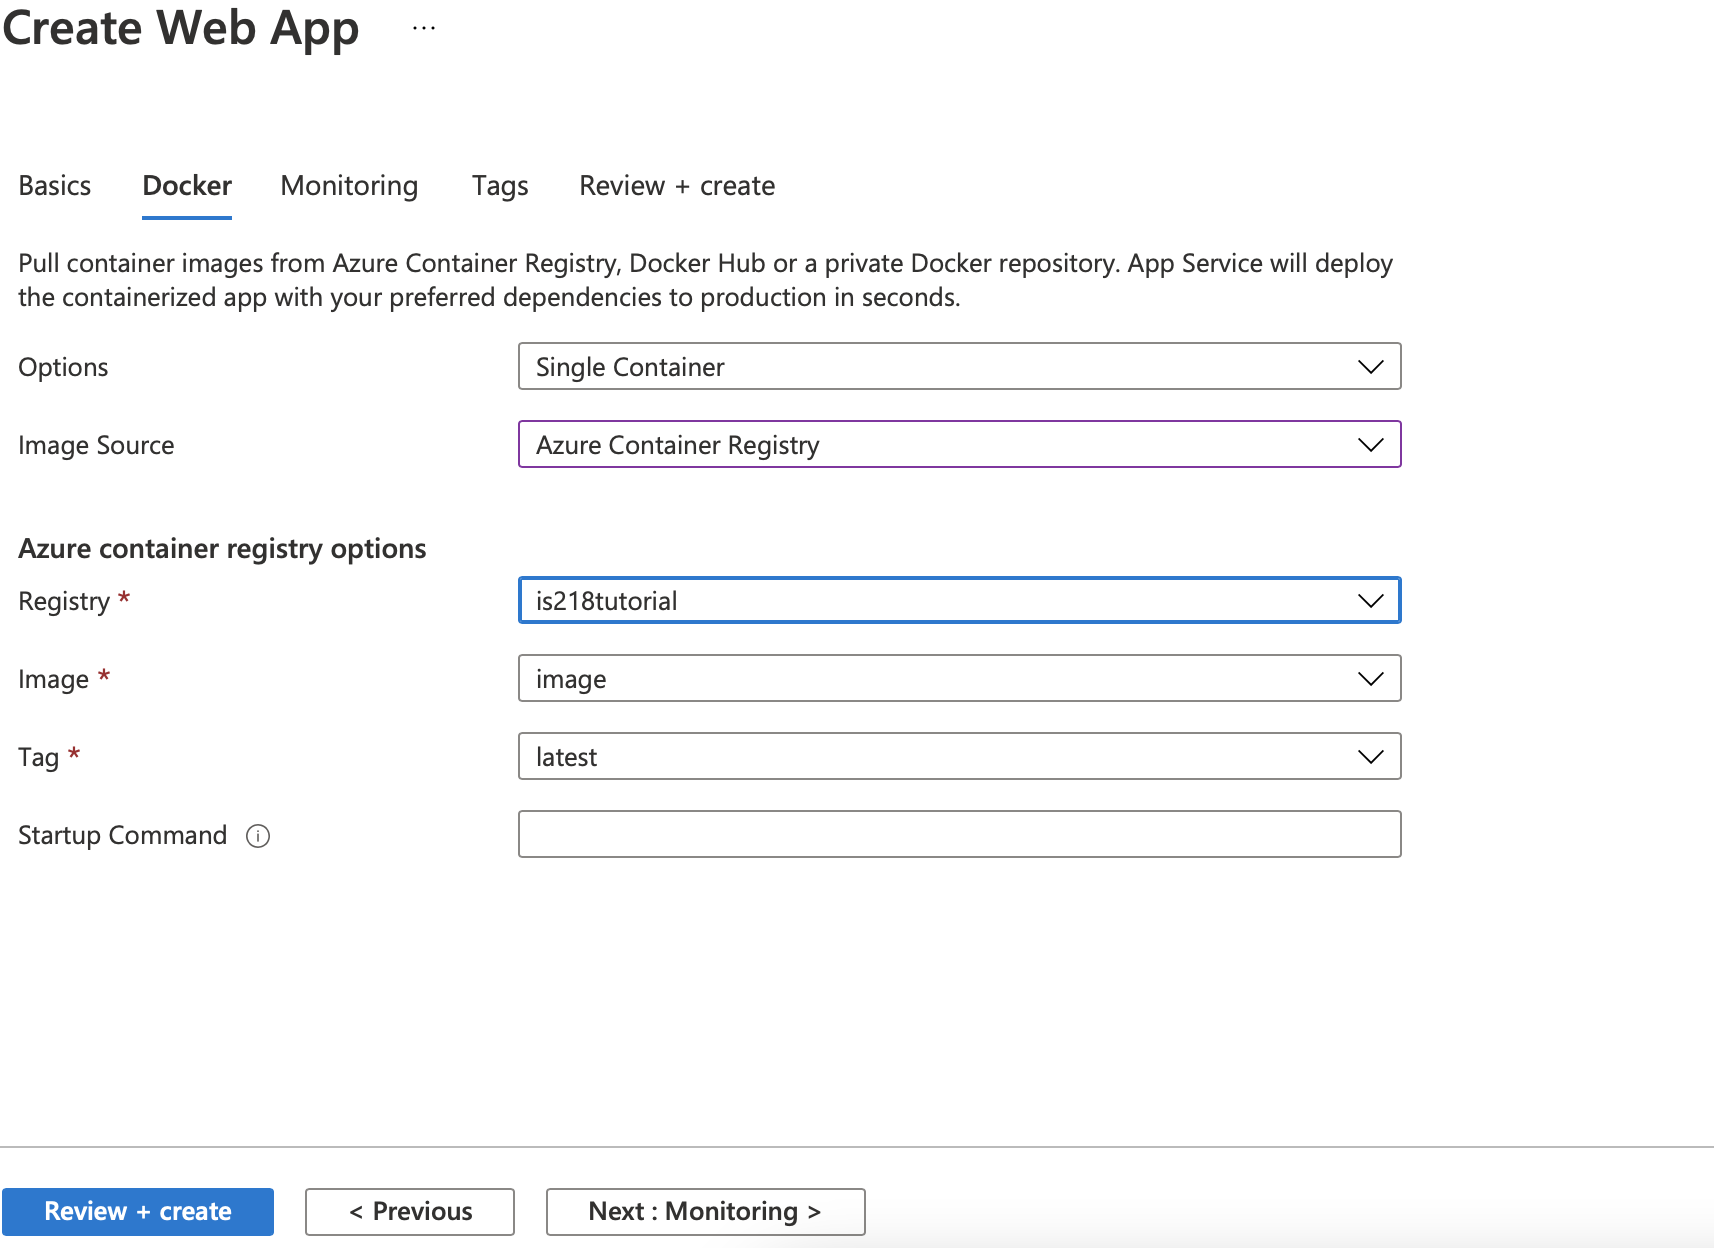 Create Web App ...
Basics Docker Monitoring Tags Review + create
Pull container images from Azure Container Registry, Docker Hub or a private Docker repository. App Service will deploy
the containerized app with your preferred dependencies to production in seconds.
Options Single Container
Image Source Azure Container Registry
Azure container registry options
Registry * is218tutorial
Image * image
Tag * latest
Startup Command
Review + create < Previous Next : Monitoring >